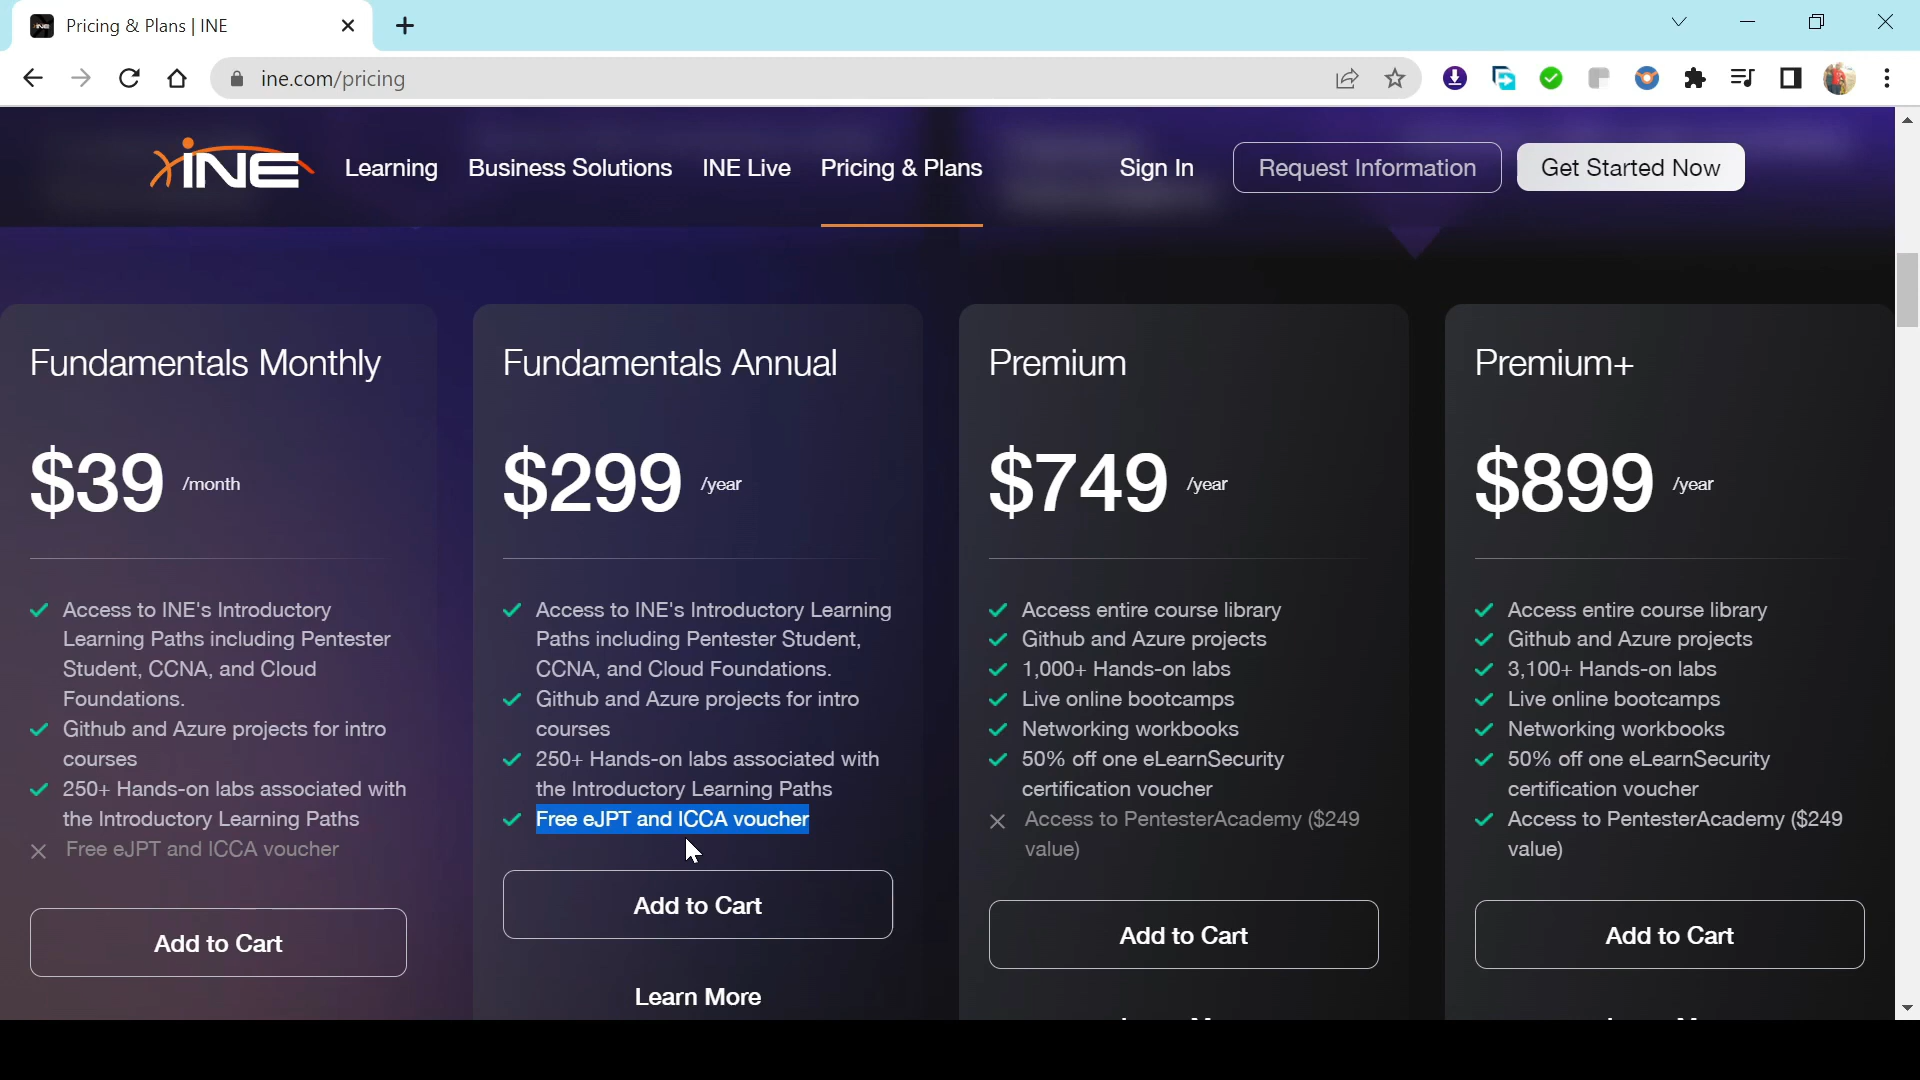 Pricing & Plans | INE
ine.com/pricing
INE
Learning
Business Solutions
INE Live
Pricing & Plans
Sign In
Request Information
Get Started Now
Fundamentals Monthly
$39 /month
Access to INE's Introductory
Learning Paths including Pentester
Student, CCNA, and Cloud
Foundations.
Github and Azure projects for intro
courses
250+ Hands-on labs associated with
the Introductory Learning Paths
Free eJPT and ICCA voucher
Add to Cart
Fundamentals Annual
$299 /year
Access to INE's Introductory Learning
Paths including Pentester Student,
CCNA, and Cloud Foundations.
Github and Azure projects for intro
courses
250+ Hands-on labs associated with
the Introductory Learning Paths
Free eJPT and ICCA voucher
Add to Cart
Learn More
Premium
$749 /year
Access entire course library
Github and Azure projects
1,000+ Hands-on labs
Live online bootcamps
Networking workbooks
50% off one eLearnSecurity
certification voucher
Access to PentesterAcademy ($249
value)
Add to Cart
Premium+
$899 /year
Access entire course library
Github and Azure projects
3,100+ Hands-on labs
Live online bootcamps
Networking workbooks
50% off one eLearnSecurity
certification voucher
Access to PentesterAcademy ($249
value)
Add to Cart